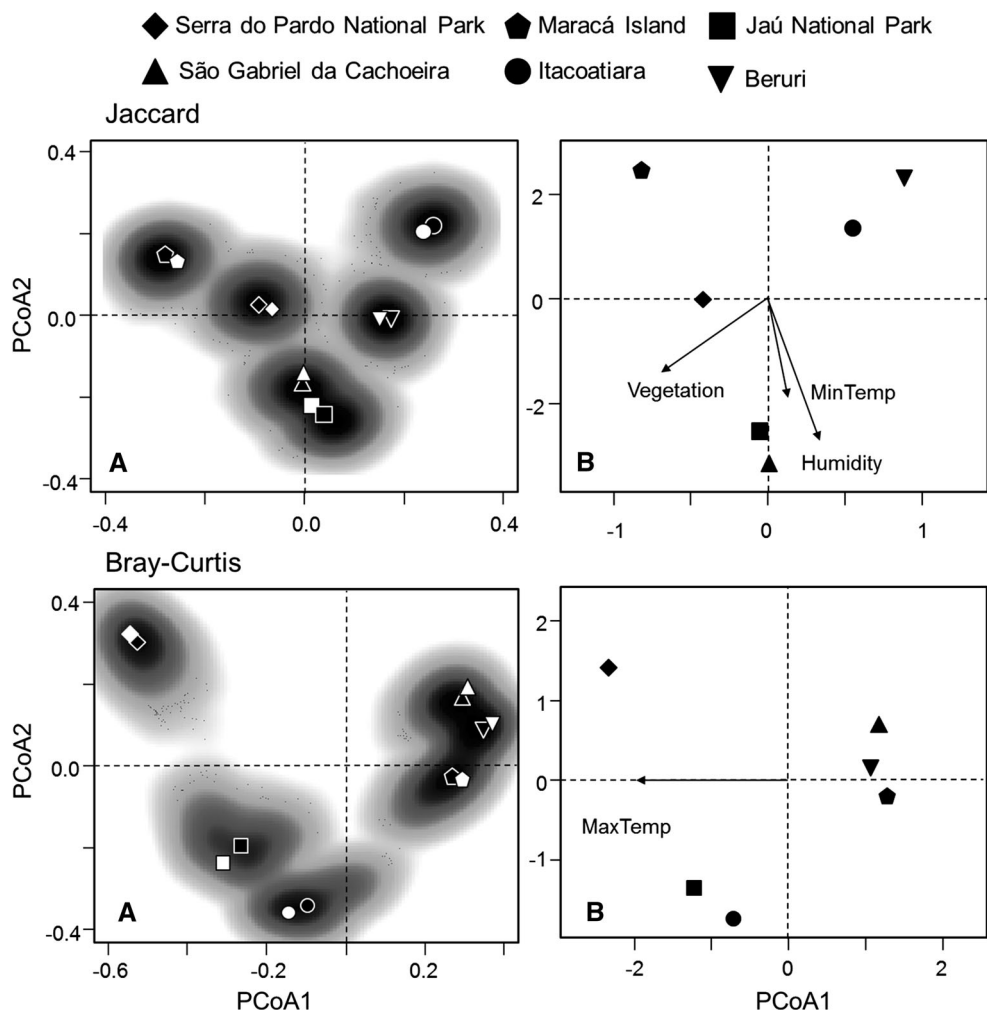 Serra do Pardo National Park Maracá Island Jaú National Park
São Gabriel da Cachoeira Itacoatiara Beruri
Jaccard
0.4
0.0
-0.4
PCoA2
A
-0.4 0.0 0.4
2
0
-2
Vegetation
MinTemp
Humidity
B
-1 0 1
Bray-Curtis
0.4
0.0
-0.4
PCoA2
A
-0.6 -0.2 0.2
PCoA1
2
1
0
-1
MaxTemp
B
-2 0 2
PCoA1